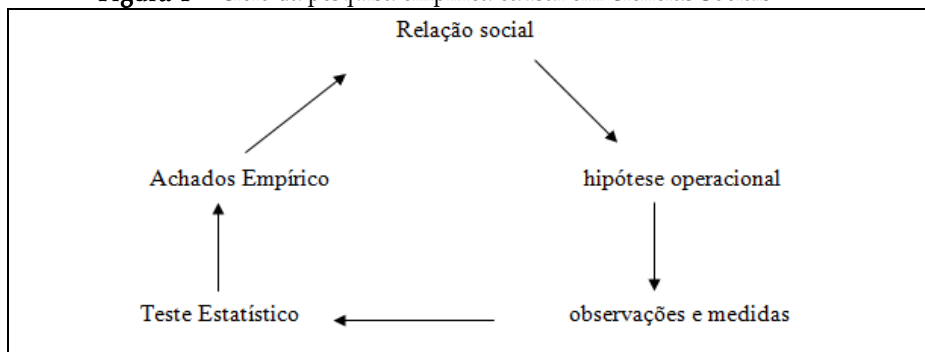 Relação social
Achados Empírico
hipótese operacional
Teste Estatístico
observações e medidas